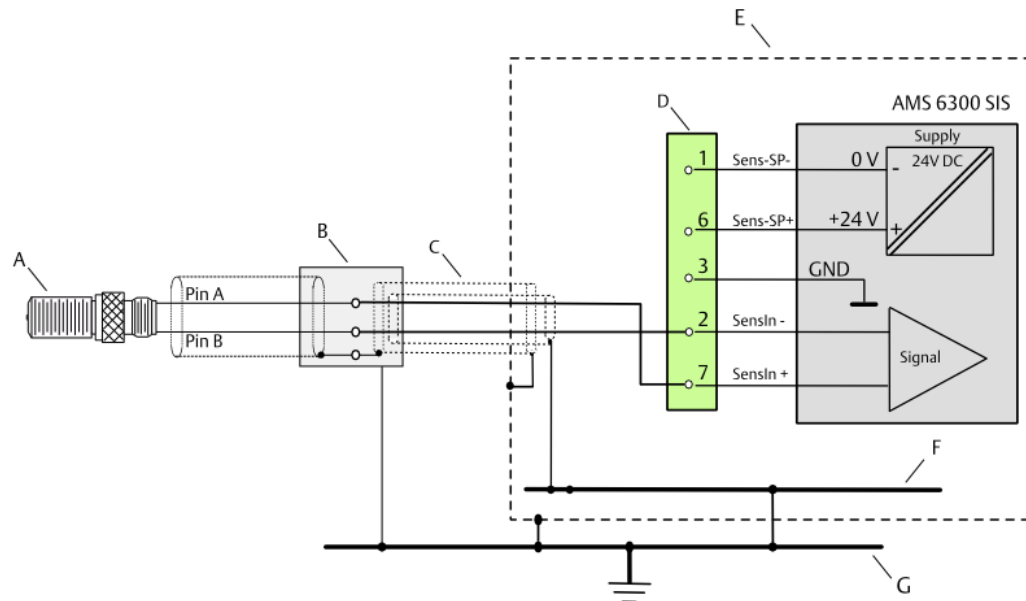 E
AMS 6300 SIS
D
Supply
1 Sens-SP- 0 V - 24V DC
6 Sens-SP+ +24 V +
B
C
A
3 GND
Pin A
2 SensIn -
Pin B
Signal
7 SensIn +
F
G